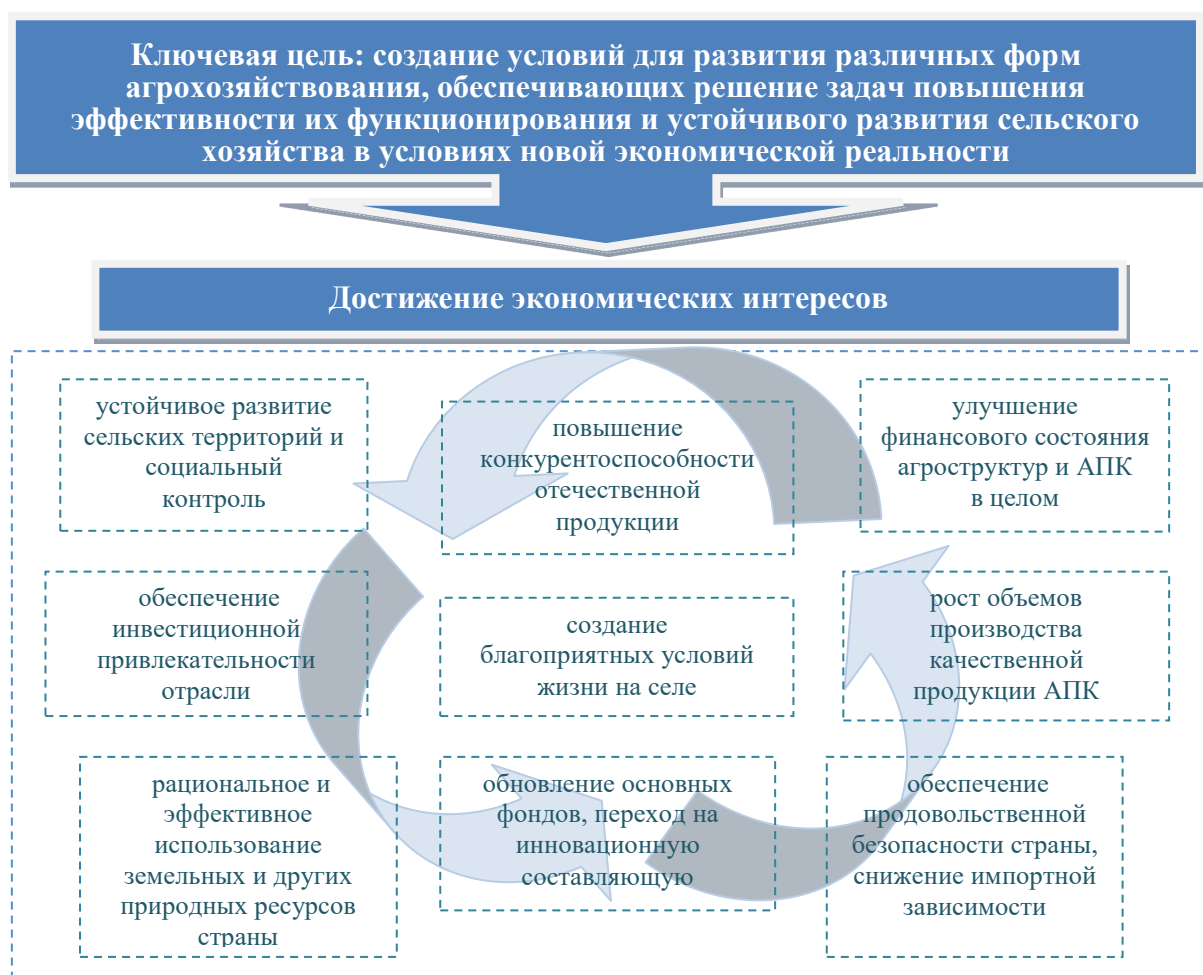 Ключевая цель: создание условий для развития различных форм
агрохозяйствования, обеспечивающих решение задач повышения
эффективности их функционирования и устойчивого развития сельского
хозяйства в условиях новой экономической реальности
Достижение экономических интересов
устойчивое развитие
сельских территорий и
социальный
контроль
повышение
конкурентоспособности
отечественной
продукции
улучшение
финансового состояния
агроструктур и АПК
в целом
обеспечение
инвестиционной
привлекательности
отрасли
создание
благоприятных условий
жизни на селе
рост объемов
производства
качественной
продукции АПК
рациональное и
эффективное
использование
земельных и других
природных ресурсов
страны
обновление основных
фондов, переход на
инновационную
составляющую
обеспечение
продовольственной
безопасности страны,
снижение импортной
зависимости